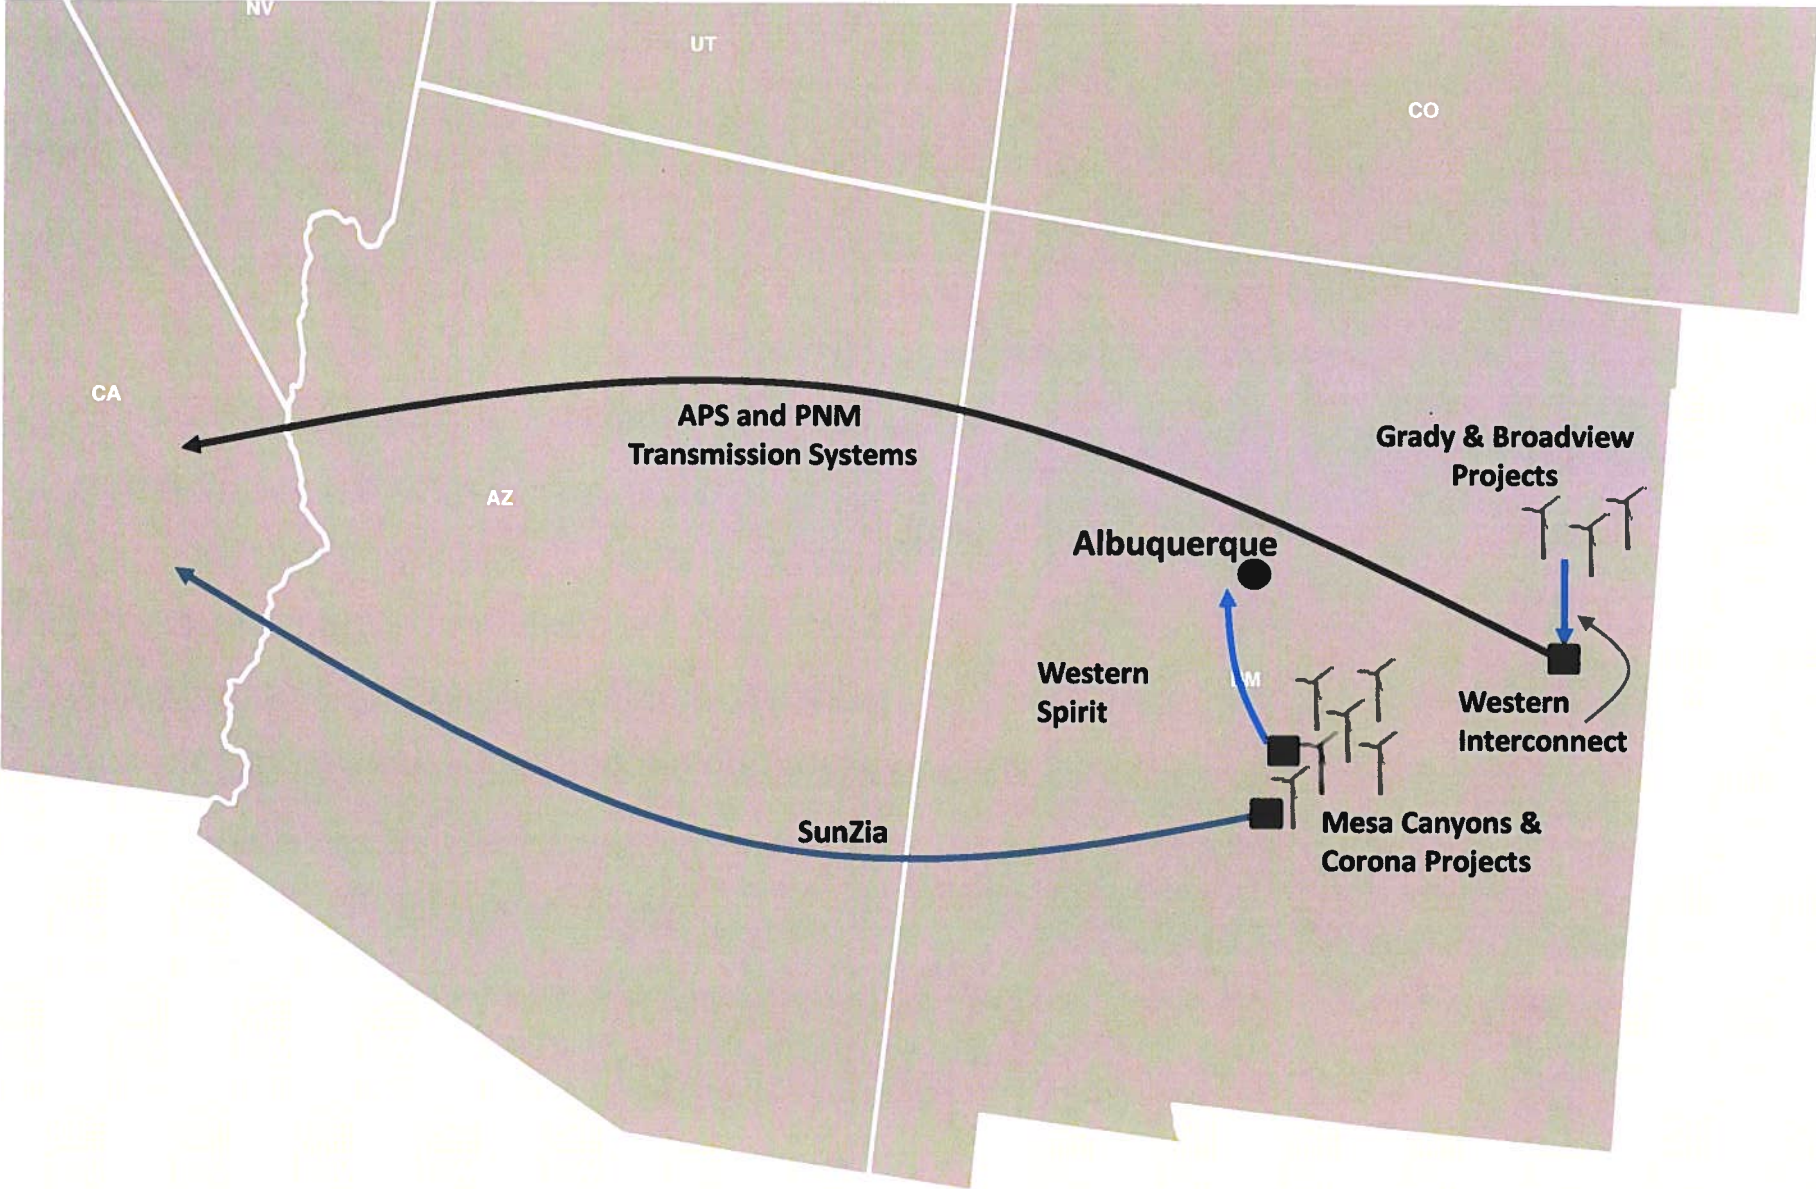 NV
UT
CO
CA
APS and PNM
Transmission Systems
AZ
Grady & Broadview
Projects
Albuquerque
Western
Spirit
Western
Interconnect
SunZia
Mesa Canyons &
Corona Projects